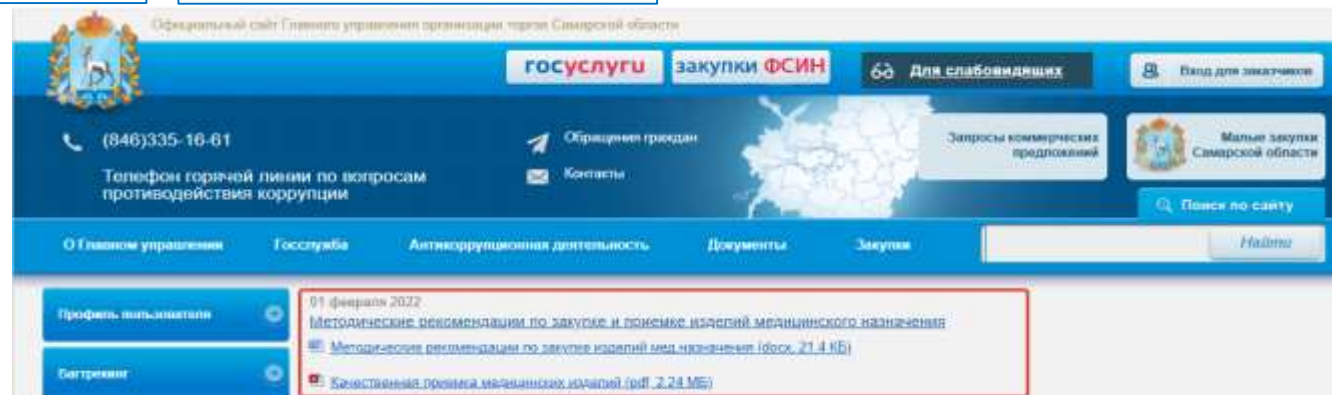 Официальный сайт Главного управления организации торгов Самарской области
госуслуги
закупки ФСИН
Для слабовидящих
Вход для заказчиков
(846)335-16-61
Обращения граждан
Запросы коммерческих
предложений
Малые закупки
Самарской области
Телефон горячей линии по вопросам
противодействия коррупции
Контакты
Поиск по сайту
О Главном управлении
Госслужба
Антикоррупционная деятельность
Документы
Закупки
Найти
Профиль пользователя
01 февраля 2022
Методические рекомендации по закупке и приемке изделий медицинского назначения
Методические рекомендации по закупке изделий мед назначения (docx, 21.4 КБ)
Багтрекинг
Качественная приемка медицинских изделий (pdf, 2.24 МБ)